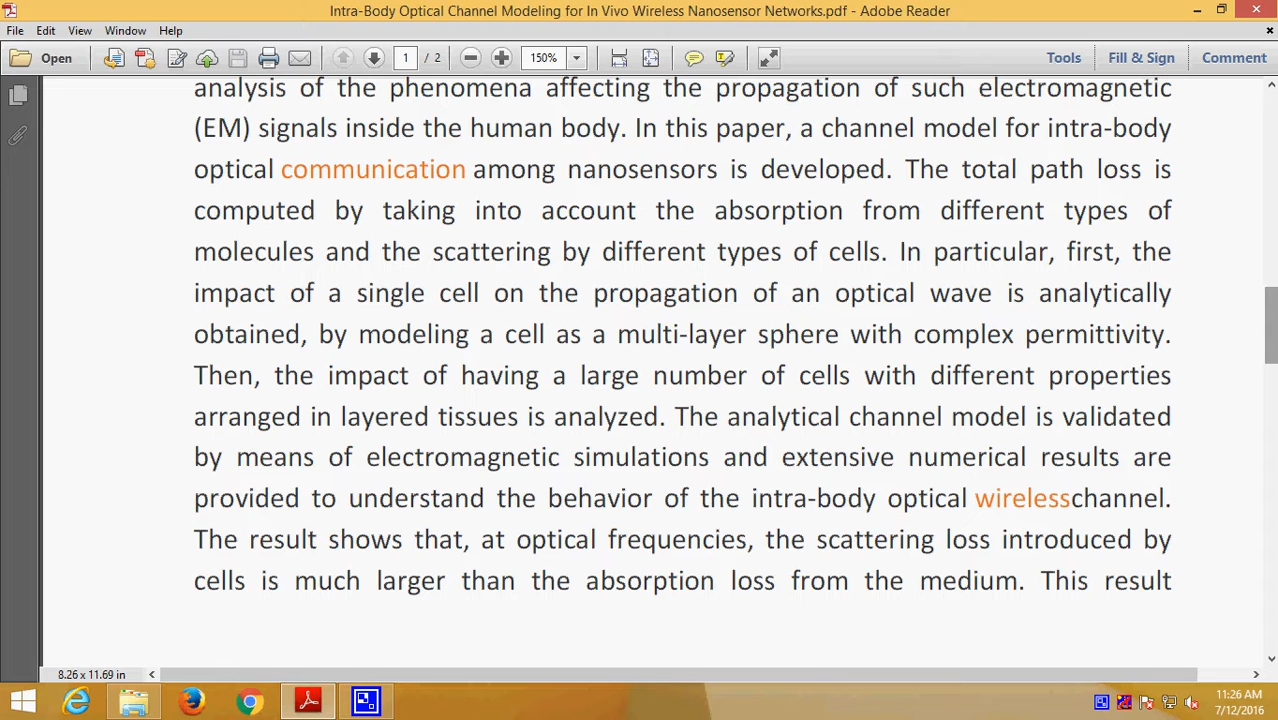 Intra-Body Optical Channel Modeling for In Vivo Wireless Nanosensor Networks.pdf - Adobe Reader
File Edit View Window Help
Open 1 / 2 150% Tools Fill & Sign Comment
analysis of the phenomena affecting the propagation of such electromagnetic
(EM) signals inside the human body. In this paper, a channel model for intra-body
optical communication among nanosensors is developed. The total path loss is
computed by taking into account the absorption from different types of
molecules and the scattering by different types of cells. In particular, first, the
impact of a single cell on the propagation of an optical wave is analytically
obtained, by modeling a cell as a multi-layer sphere with complex permittivity.
Then, the impact of having a large number of cells with different properties
arranged in layered tissues is analyzed. The analytical channel model is validated
by means of electromagnetic simulations and extensive numerical results are
provided to understand the behavior of the intra-body optical wirelesschannel.
The result shows that, at optical frequencies, the scattering loss introduced by
cells is much larger than the absorption loss from the medium. This result
8.26 x 11.69 in
11:26 AM
7/12/2016